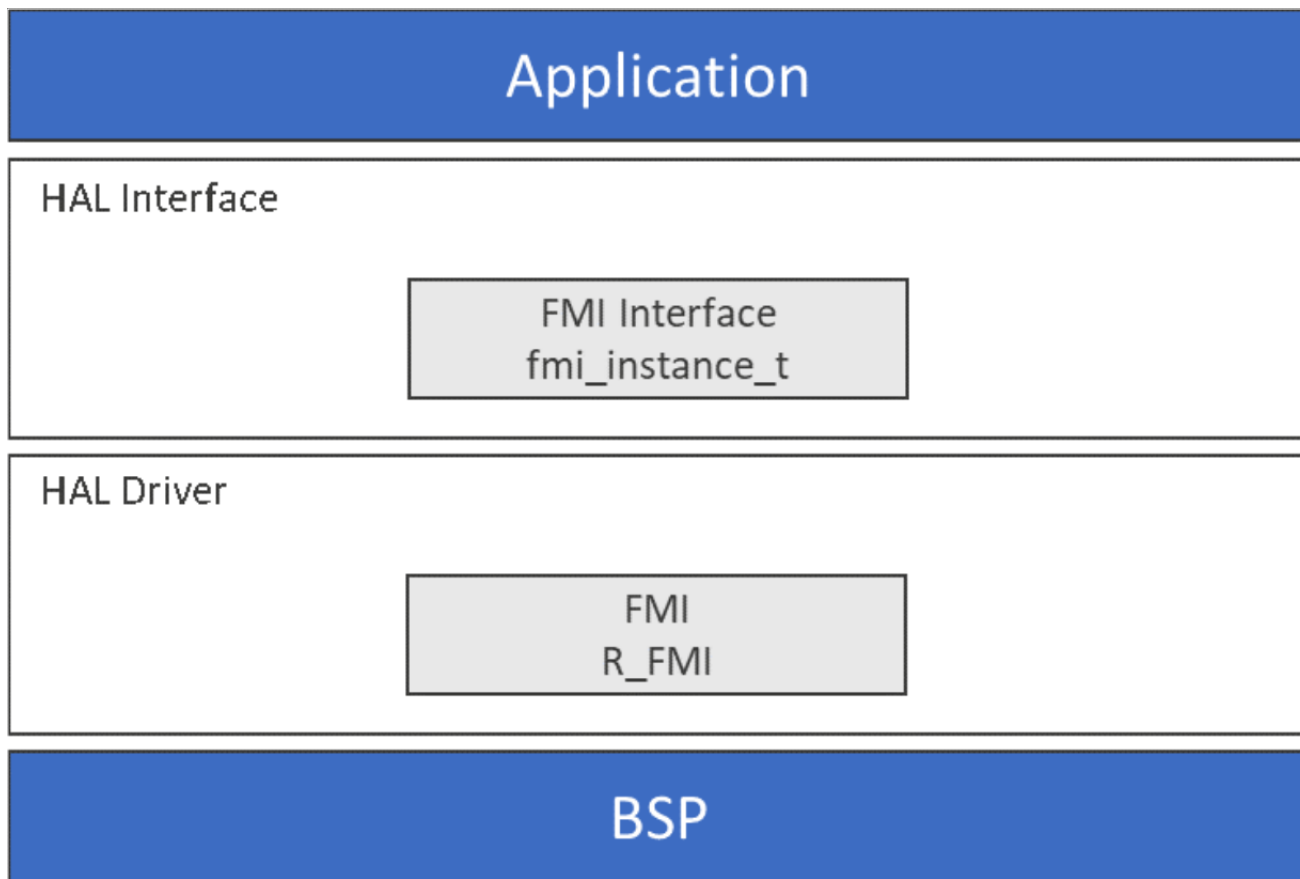 Application
HAL Interface
FMI Interface
fmi_instance_t
HAL Driver
FMI
R_FMI
BSP